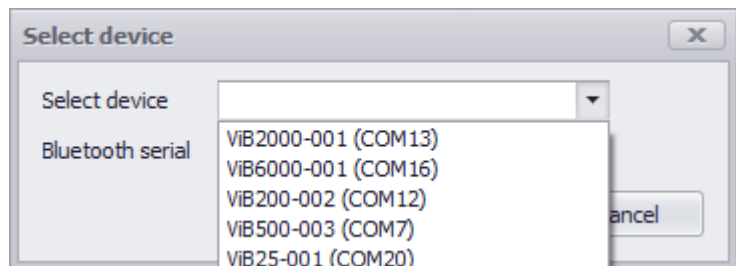 Select device
Select device
ViB2000-001 (COM13)
Bluetooth serial
ViB6000-001 (COM16)
ViB200-002 (COM12)
ViB500-003 (COM7)
ancel
ViB25-001 (COM20)